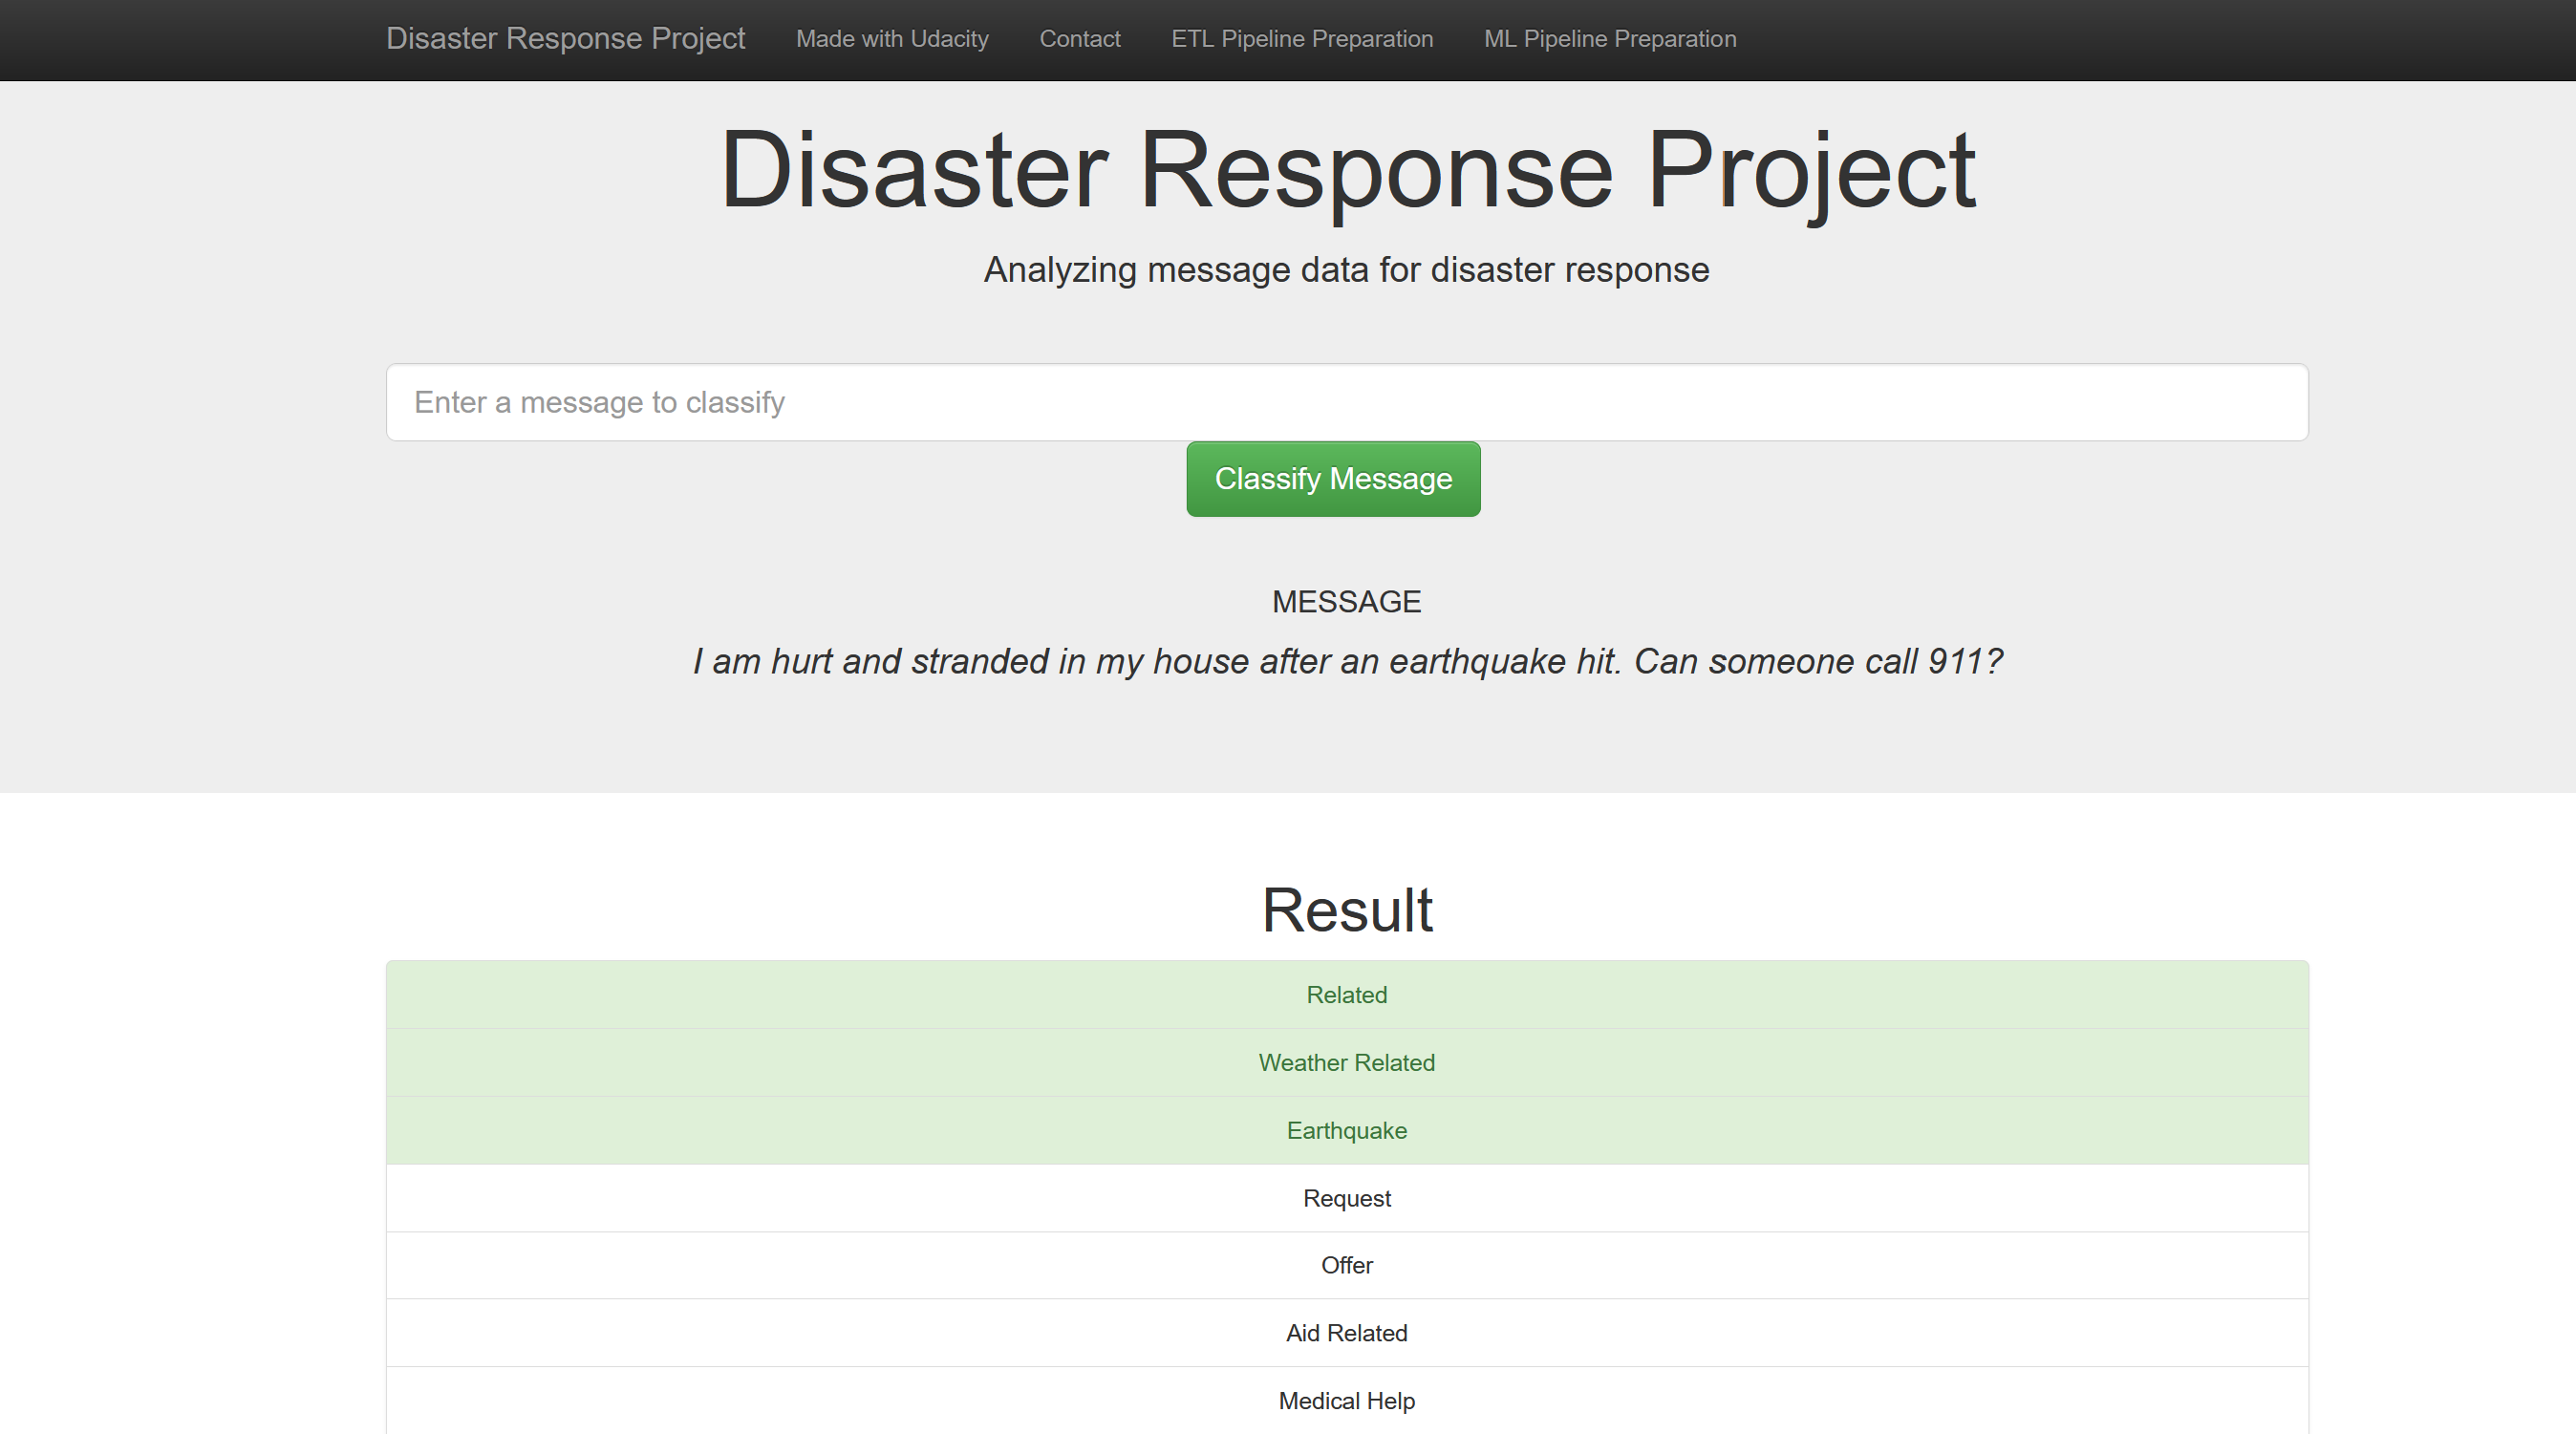 Disaster Response Project Made with Udacity Contact ETL Pipeline Preparation ML Pipeline Preparation
Disaster Response Project
Analyzing message data for disaster response
Enter a message to classify
Classify Message
MESSAGE
I am hurt and stranded in my house after an earthquake hit. Can someone call 911?
Result
Related
Weather Related
Earthquake
Request
Offer
Aid Related
Medical Help